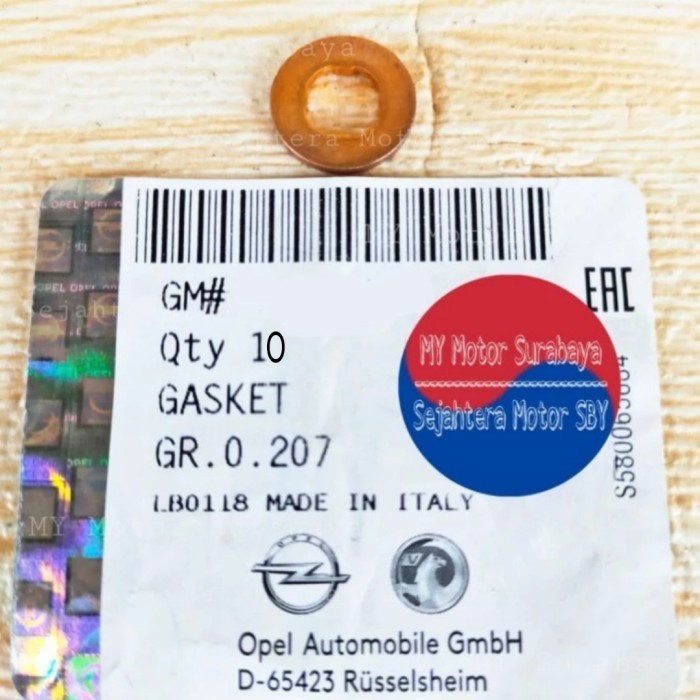 GM#
EAC
Qty 10
MY Motor Surabaya
GASKET
Sejahtera Motor SBY
GR.0.207
LB0118 MADE IN ITALY
OPEL
Opel Automobile GmbH
D-65423 Rüsselsheim